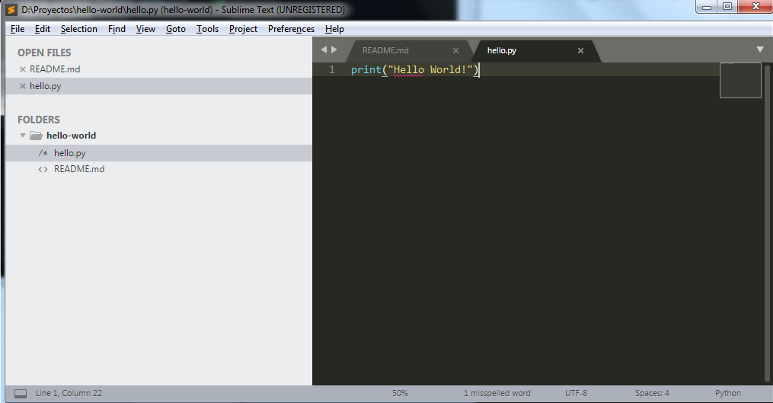 D:\Proyectos\hello-world\hello.py (hello-world) - Sublime Text (UNREGISTERED)
File Edit Selection Find View Goto Tools Project Preferences Help
OPEN FILES
README.md
hello.py
FOLDERS
hello-world
/* hello.py
<> README.md
README.md hello.py
1 print("Hello World!")
Line 1, Column 22 50% 1 misspelled word UTF-8 Spaces: 4 Python